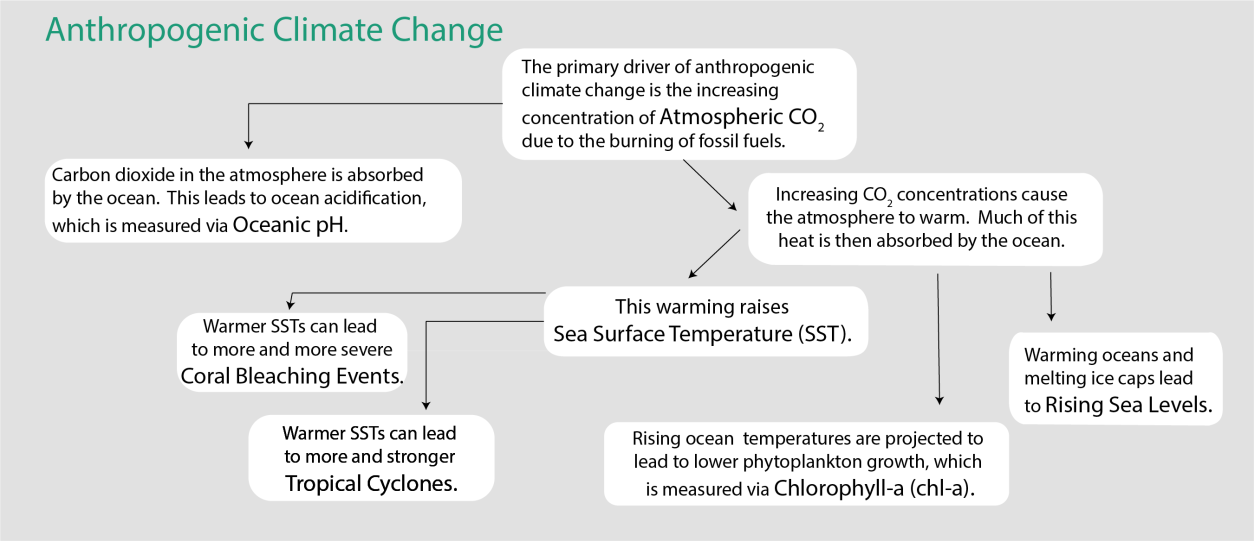 Anthropogenic Climate Change
The primary driver of anthropogenic
climate change is the increasing
concentration of Atmospheric CO₂
due to the burning of fossil fuels.
Carbon dioxide in the atmosphere is absorbed
by the ocean.  This leads to ocean acidification,
which is measured via Oceanic pH.
Increasing CO₂ concentrations cause
the atmosphere to warm.  Much of this
heat is then absorbed by the ocean.
This warming raises
Sea Surface Temperature (SST).
Warmer SSTs can lead
to more and more severe
Coral Bleaching Events.
Warmer SSTs can lead
to more and stronger
Tropical Cyclones.
Rising ocean  temperatures are projected to
lead to lower phytoplankton growth, which
is measured via Chlorophyll-a (chl-a).
Warming oceans and
melting ice caps lead
to Rising Sea Levels.